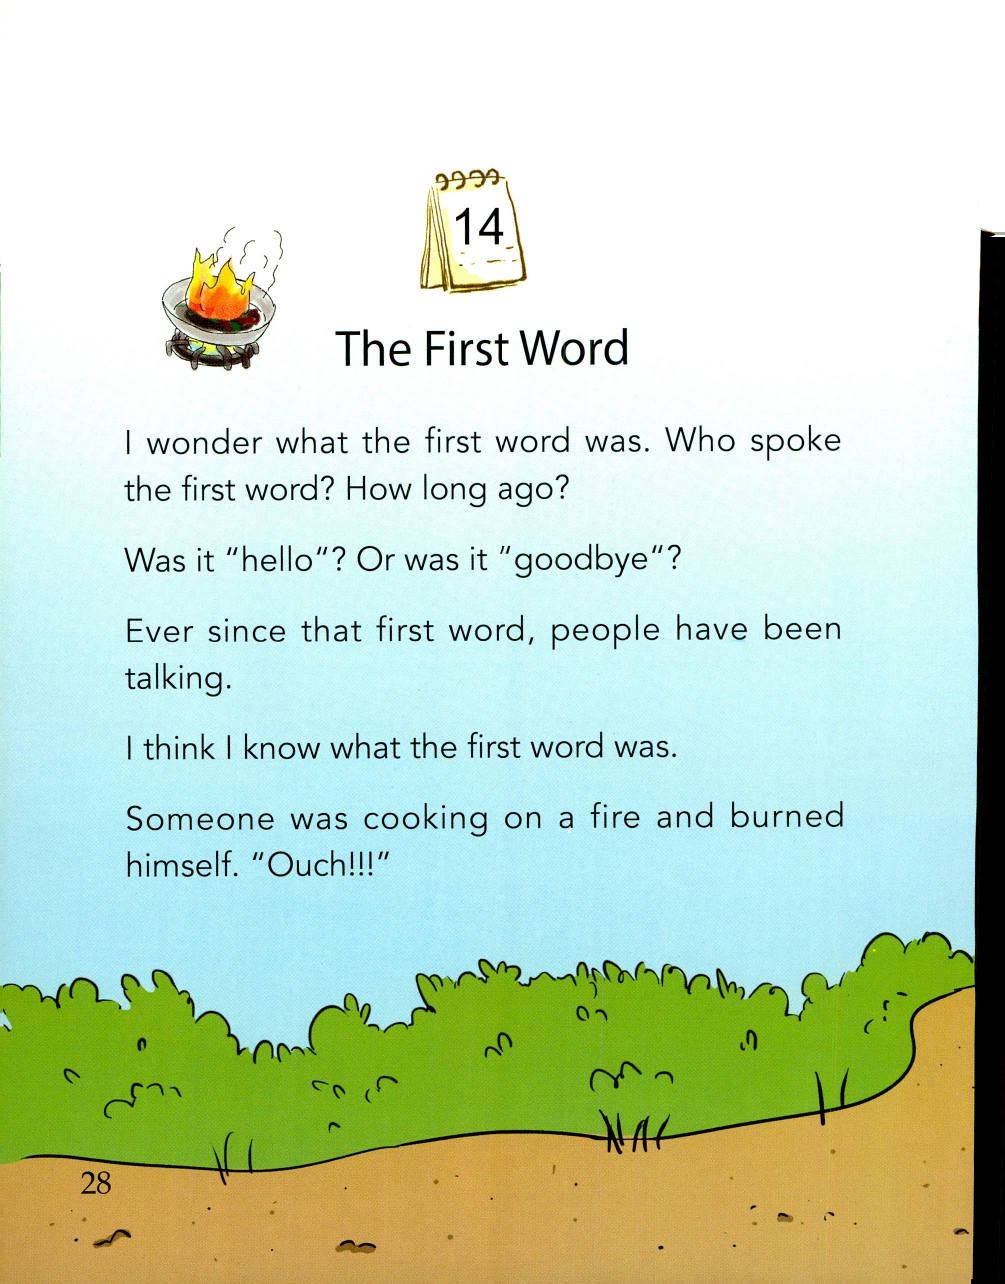 14
The First Word
I wonder what the first word was. Who spoke
the first word? How long ago?
Was it "hello"? Or was it "goodbye"?
Ever since that first word, people have been
talking.
I think I know what the first word was.
Someone was cooking on a fire and burned
himself. "Ouch!!!"
28